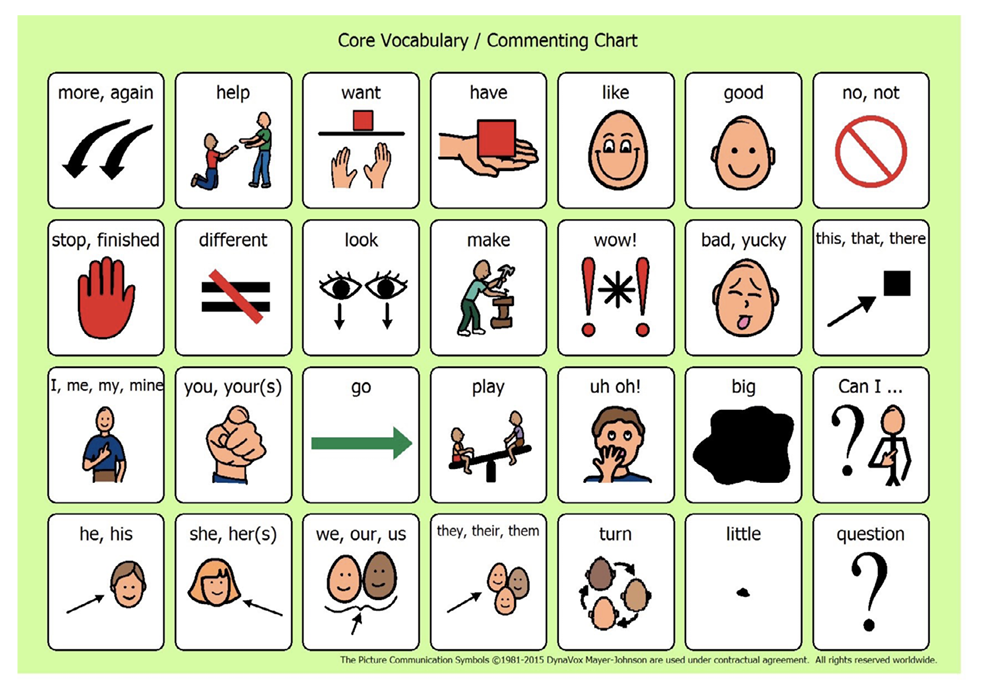 Core Vocabulary / Commenting Chart
more, again
help
want
have
like
good
no, not
stop, finished
different
look
make
wow!
bad, yucky
this, that, there
I, me, my, mine
you, your(s)
go
play
uh oh!
big
Can I ...
he, his
she, her(s)
we, our, us
they, their, them
turn
little
question
The Picture Communication Symbols ©1981-2015 DynaVox Mayer-Johnson are used under contractual agreement. All rights reserved worldwide.